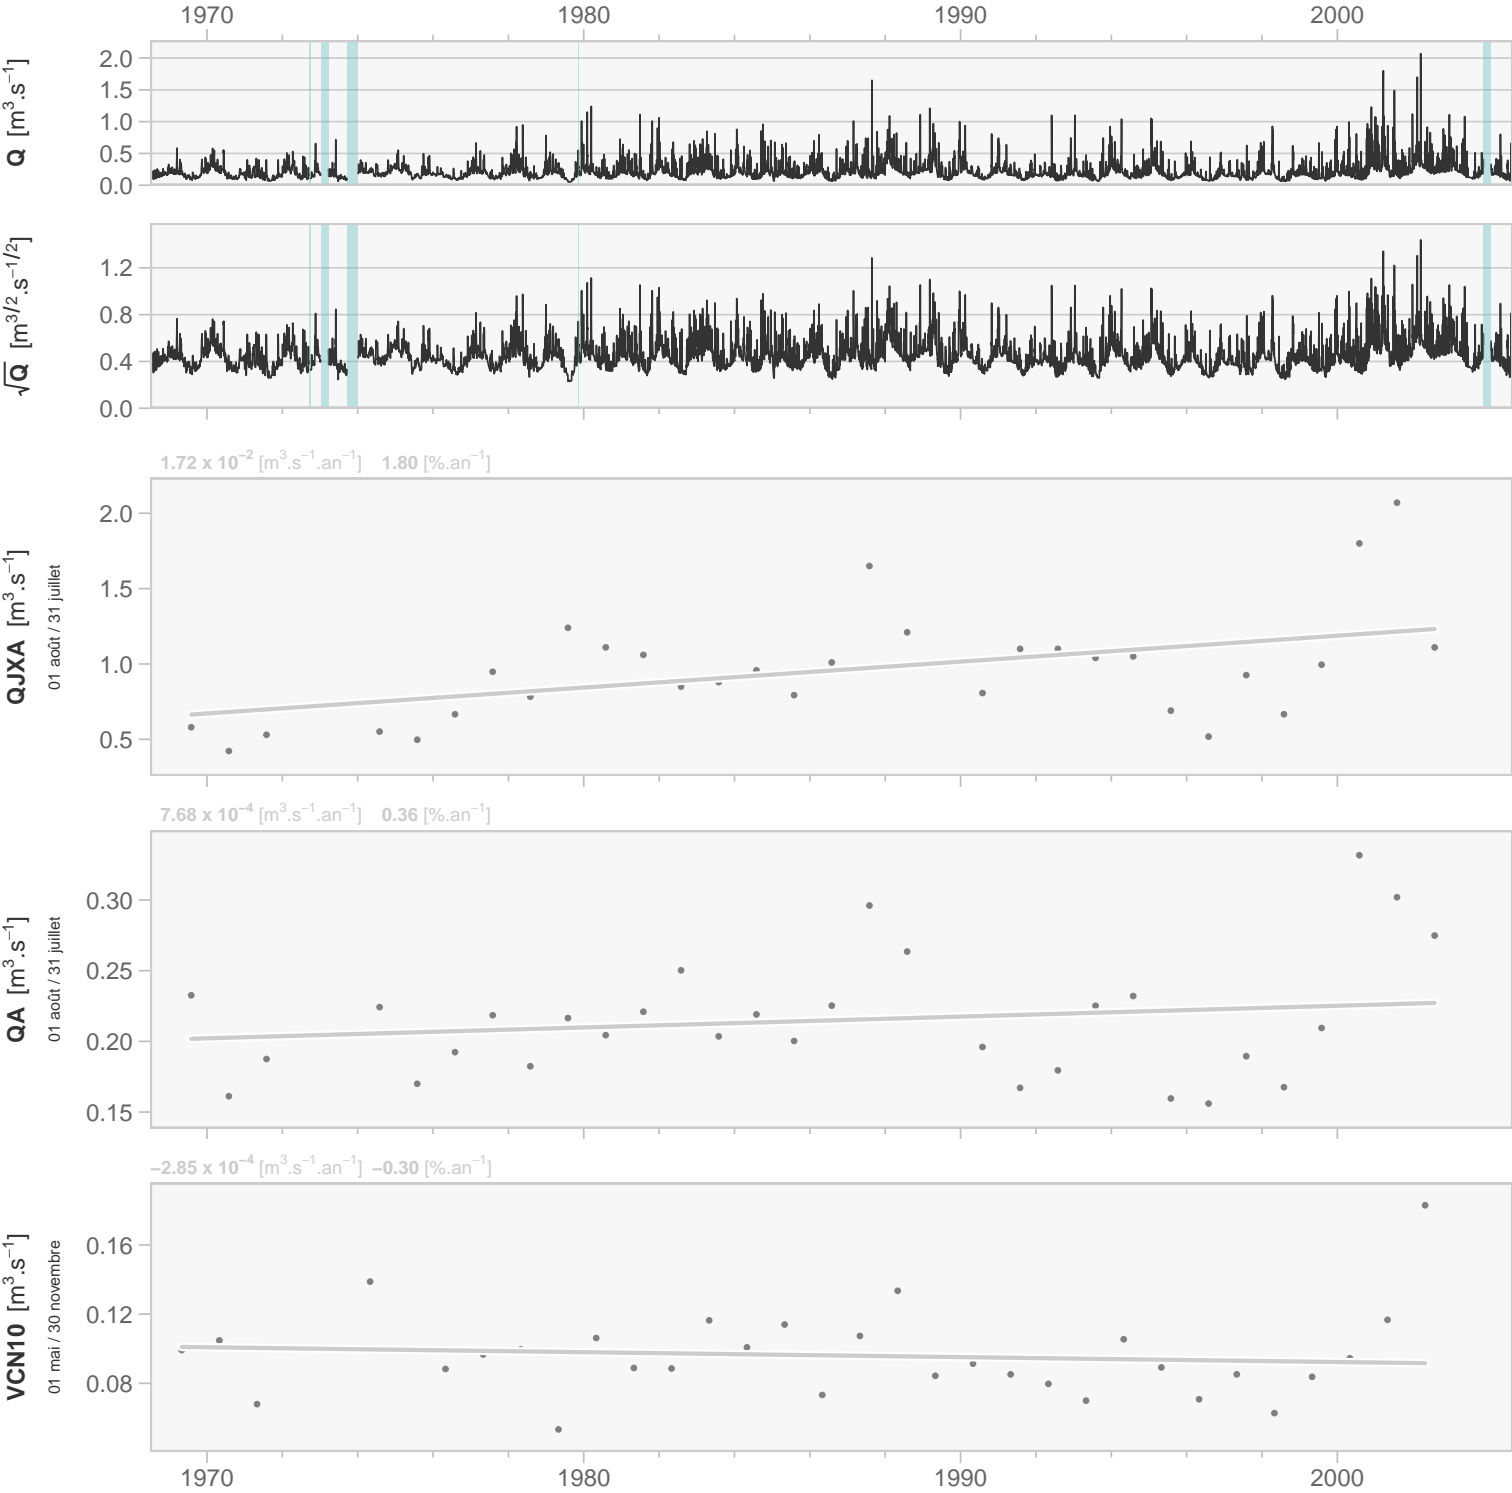 1970 1980 1990 2000
Q [m³.s⁻¹]
2.0
1.5
1.0
0.5
0.0
√Q [m³ᐟ².s⁻¹ᐟ²]
1.2
0.8
0.4
0.0
1.72 x 10⁻² [m³.s⁻¹.an⁻¹] 1.80 [%.an⁻¹]
QJXA [m³.s⁻¹]
01 août / 31 juillet
2.0
1.5
1.0
0.5
7.68 x 10⁻⁴ [m³.s⁻¹.an⁻¹] 0.36 [%.an⁻¹]
QA [m³.s⁻¹]
01 août / 31 juillet
0.30
0.25
0.20
0.15
−2.85 x 10⁻⁴ [m³.s⁻¹.an⁻¹] −0.30 [%.an⁻¹]
VCN10 [m³.s⁻¹]
01 mai / 30 novembre
0.16
0.12
0.08
1970 1980 1990 2000